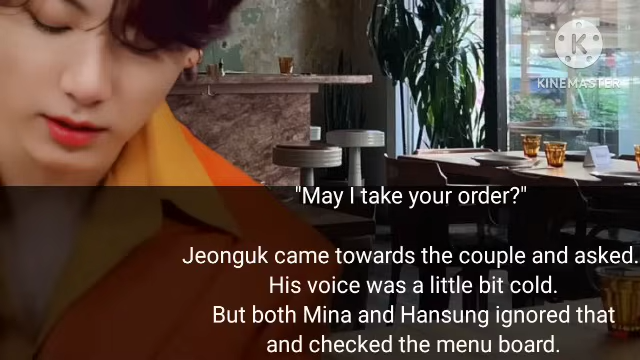 K
KINEMASTER
"May I take your order?"
Jeonguk came towards the couple and asked.
His voice was a little bit cold.
But both Mina and Hansung ignored that
and checked the menu board.